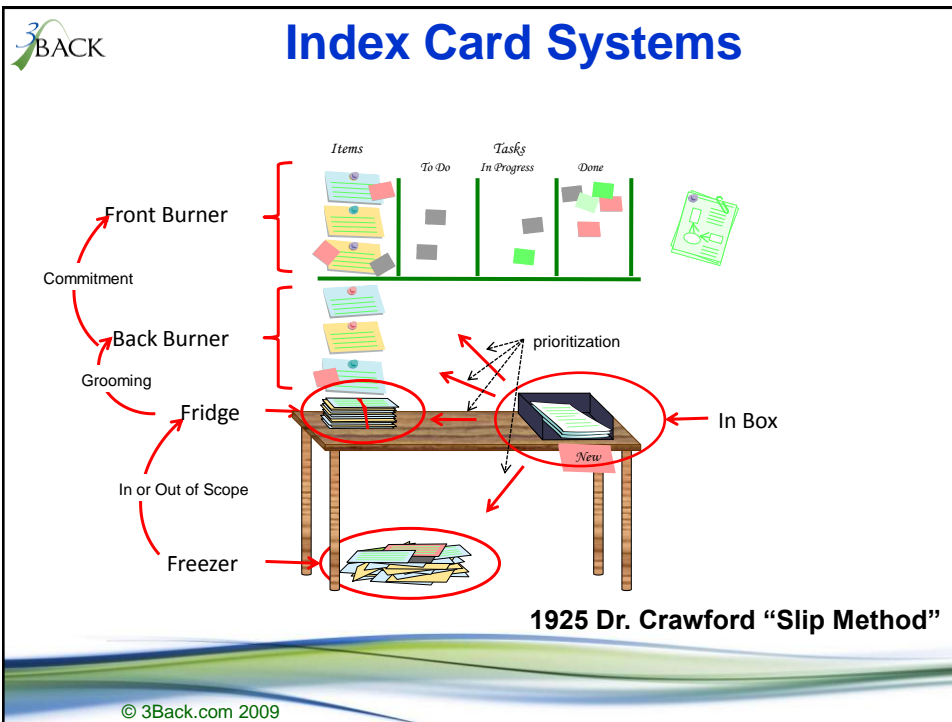 3BACK
Index Card Systems
Items
Tasks
To Do
In Progress
Done
Front Burner
Commitment
Back Burner
prioritization
Grooming
Fridge
In Box
New
In or Out of Scope
Freezer
1925 Dr. Crawford “Slip Method”
© 3Back.com 2009